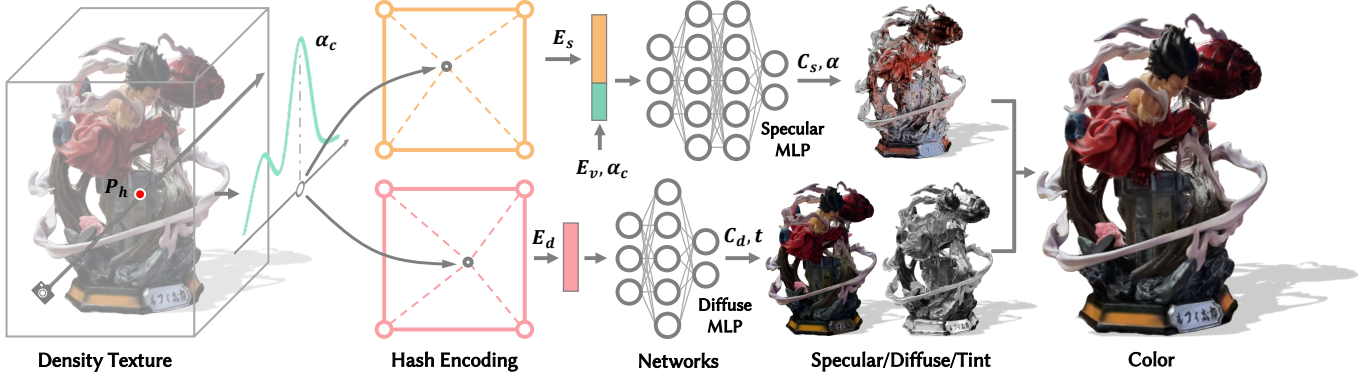 α_c
P_h
E_s
E_v, α_c
Specular
MLP
C_s, α
E_d
Diffuse
MLP
C_d, t
Density Texture
Hash Encoding
Networks
Specular/Diffuse/Tint
Color